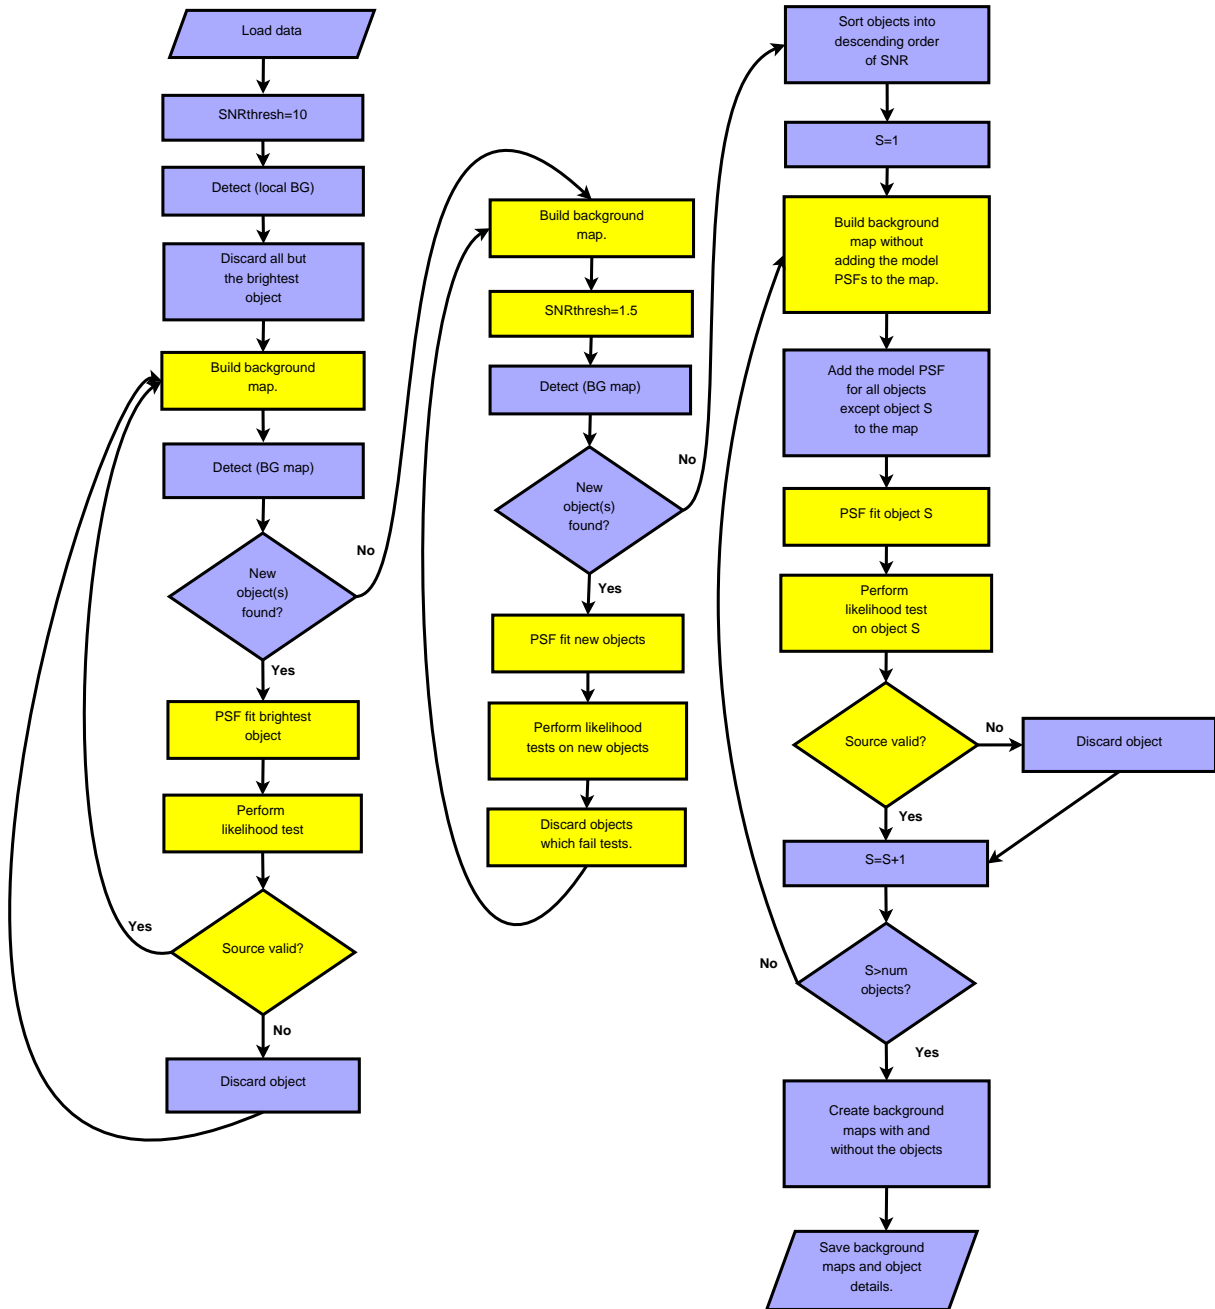 Load data
SNRthresh=10
Detect (local BG)
Discard all but
the brightest
object
Build background
map.
Detect (BG map)
New
object(s)
found?
No
Yes
PSF fit brightest
object
Perform
likelihood test
Source valid?
Yes
No
Discard object
Build background
map.
SNRthresh=1.5
Detect (BG map)
New
object(s)
found?
No
Yes
PSF fit new objects
Perform likelihood
tests on new objects
Discard objects
which fail tests.
Sort objects into
descending order
of SNR
S=1
Build background
map without
adding the model
PSFs to the map.
Add the model PSF
for all objects
except object S
to the map
PSF fit object S
Perform
likelihood test
on object S
Source valid?
No
Discard object
Yes
S=S+1
S>num
objects?
No
Yes
Create background
maps with and
without the objects
Save background
maps and object
details.